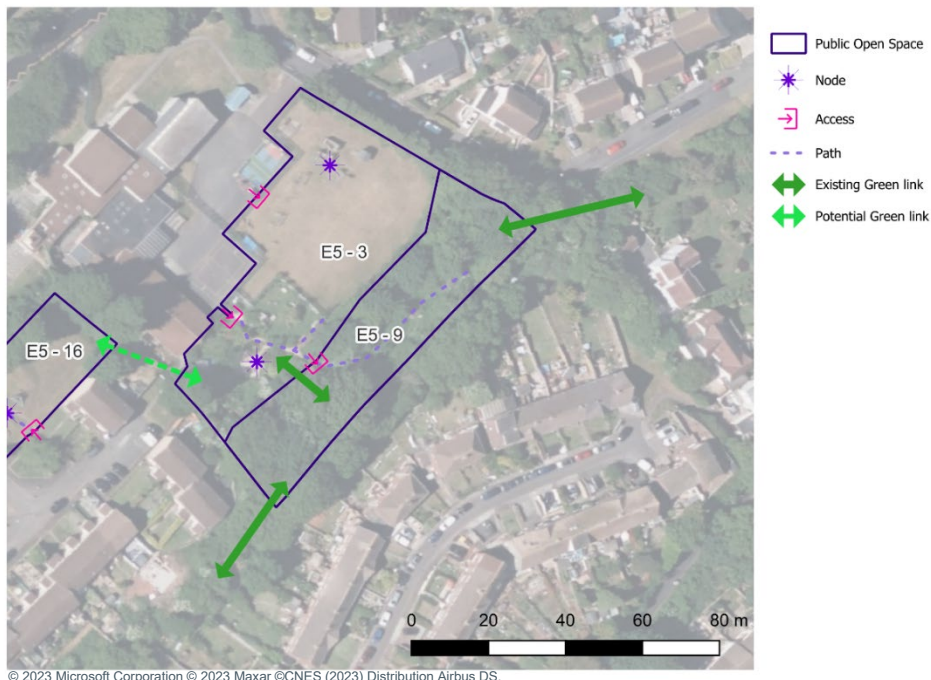 Public Open Space
Node
Access
Path
Existing Green link
Potential Green link
E5 - 3
E5 - 9
E5 - 16
0 20 40 60 80 m
© 2023 Microsoft Corporation © 2023 Maxar ©CNES (2023) Distribution Airbus DS.